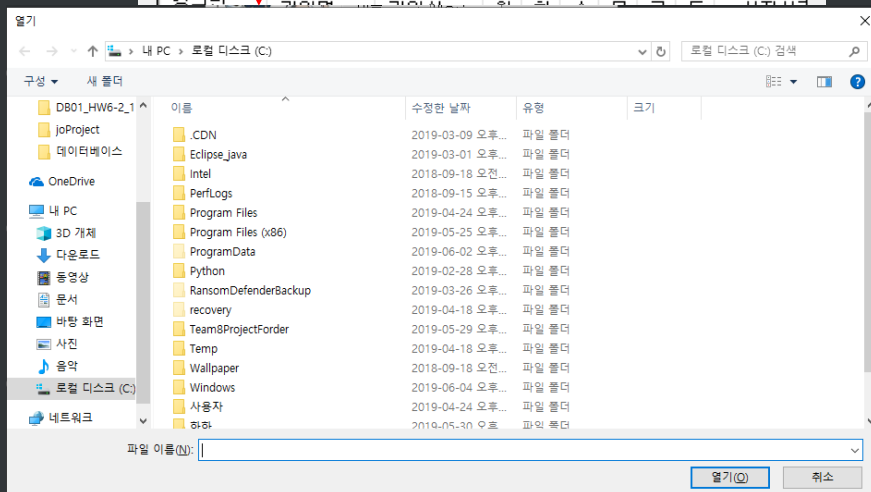 열기
내 PC > 로컬 디스크 (C:)
로컬 디스크 (C:) 검색
구성
새 폴더
DB01_HW6-2_1
joProject
데이터베이스
OneDrive
내 PC
3D 개체
다운로드
동영상
문서
바탕 화면
사진
음악
로컬 디스크 (C:)
네트워크
이름 수정한 날짜 유형 크기
.CDN 2019-03-09 오후... 파일 폴더
Eclipse_java 2019-03-01 오후... 파일 폴더
Intel 2018-09-18 오전... 파일 폴더
PerfLogs 2018-09-15 오후... 파일 폴더
Program Files 2019-04-24 오후... 파일 폴더
Program Files (x86) 2019-05-25 오후... 파일 폴더
ProgramData 2019-06-02 오후... 파일 폴더
Python 2019-02-28 오후... 파일 폴더
RansomDefenderBackup 2019-03-26 오후... 파일 폴더
recovery 2019-04-18 오후... 파일 폴더
Team8ProjectForder 2019-05-29 오후... 파일 폴더
Temp 2019-04-18 오후... 파일 폴더
Wallpaper 2018-09-18 오전... 파일 폴더
Windows 2019-06-04 오후... 파일 폴더
사용자 2019-04-24 오후... 파일 폴더
2019-05-30 오후... 파일 폴더
파일 이름(N):
열기(O)
취소